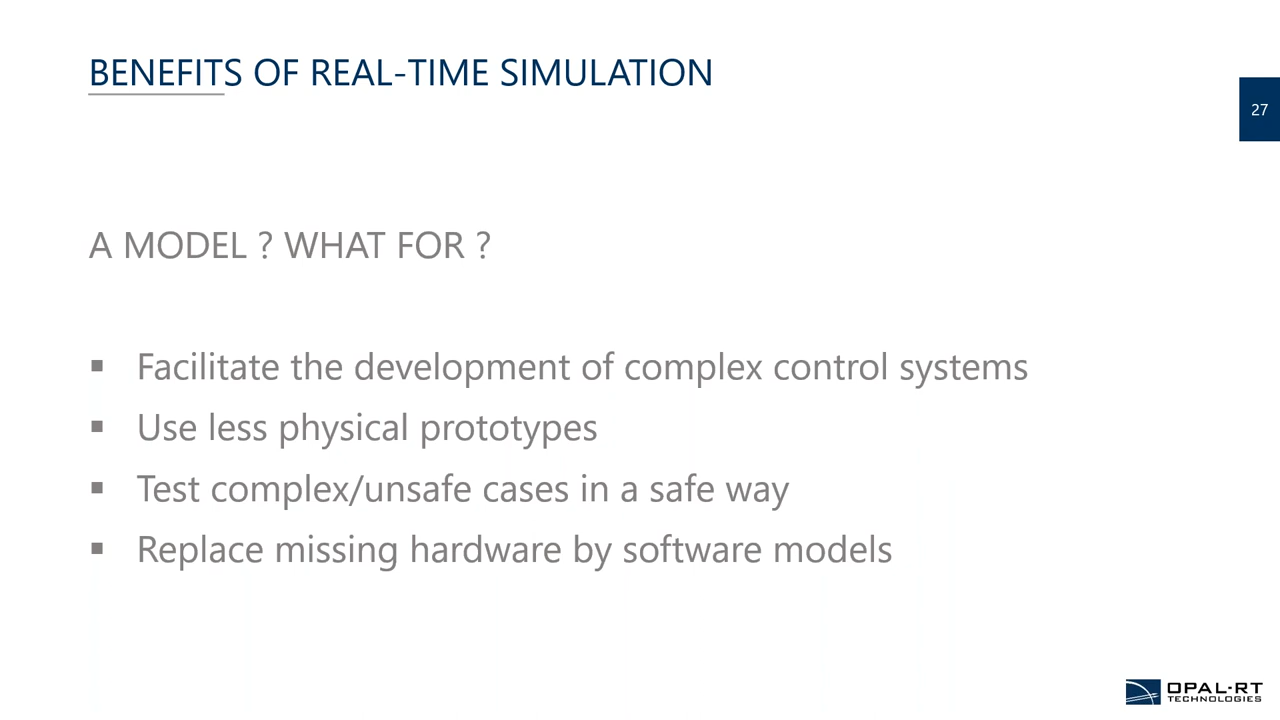 BENEFITS OF REAL-TIME SIMULATION
27
A MODEL ? WHAT FOR ?
▪ Facilitate the development of complex control systems
▪ Use less physical prototypes
▪ Test complex/unsafe cases in a safe way
▪ Replace missing hardware by software models
OPAL-RT
TECHNOLOGIES